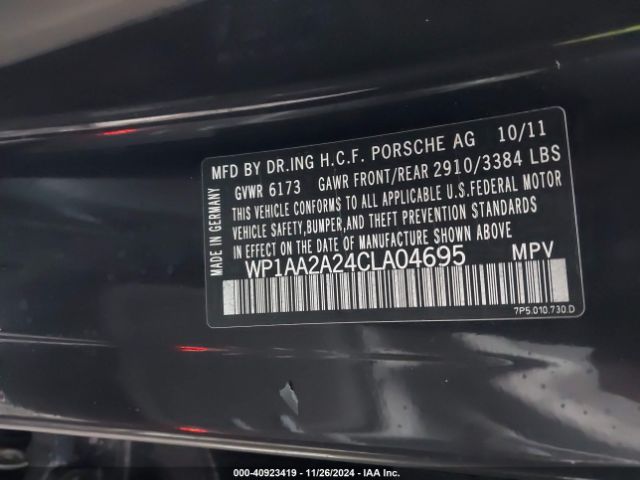 MFD BY DR.ING H.C.F. PORSCHE AG 10/11
GVWR 6173 GAWR FRONT/REAR 2910/3384 LBS
THIS VEHICLE CONFORMS TO ALL APPLICABLE U.S.FEDERAL MOTOR
VEHICLE SAFETY,BUMPER,AND THEFT PREVENTION STANDARDS
IN EFFECT ON THE DATE OF MANUFACTURE SHOWN ABOVE
WP1AA2A24CLA04695 MPV
MADE IN GERMANY
7P5.010.730.D
000-40923419 - 11/26/2024 - IAA Inc.